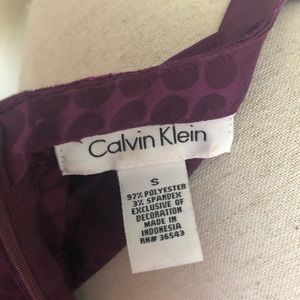 Calvin Klein
S
97% POLYESTER
3% SPANDEX
EXCLUSIVE OF
DECORATION
MADE IN
INDONESIA
RN# 36543